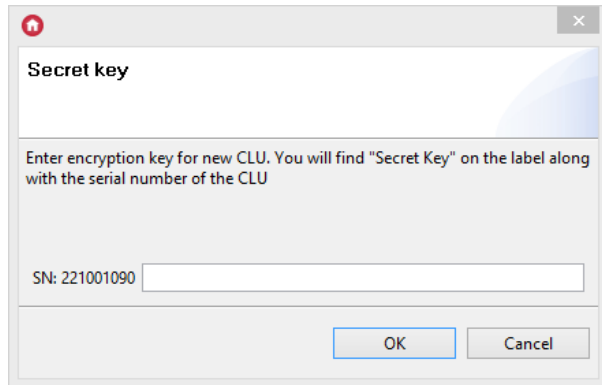 Secret key
Enter encryption key for new CLU. You will find "Secret Key" on the label along
with the serial number of the CLU
SN: 221001090
OK Cancel